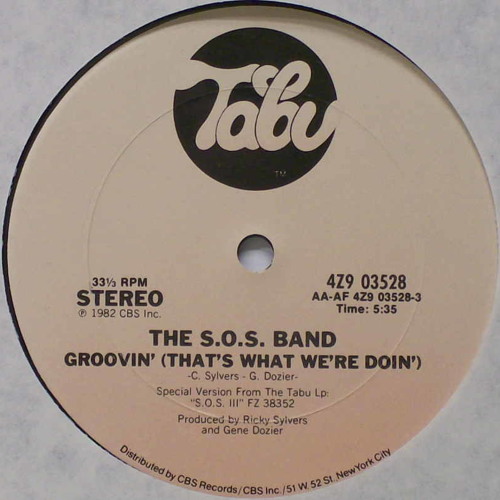 Tabu
TM
33⅓ RPM
STEREO
℗ 1982 CBS Inc.
4Z9 03528
AA-AF 4Z9 03528-3
Time: 5:35
THE S.O.S. BAND
GROOVIN' (THAT'S WHAT WE'RE DOIN')
-C. Sylvers - G. Dozier-
Special Version From The Tabu Lp:
"S.O.S. III" FZ 38352
Produced by Ricky Sylvers
and Gene Dozier
Distributed by CBS Records/CBS Inc./51 W 52 St., New York City